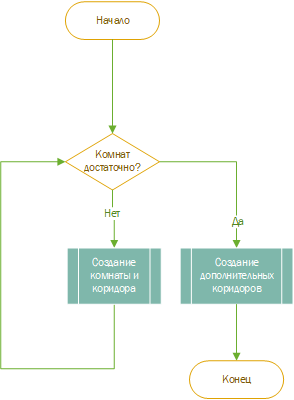 Начало
Комнат
достаточно?
Нет
Да
Создание
комнаты и
коридора
Создание
дополнительных
коридоров
Конец